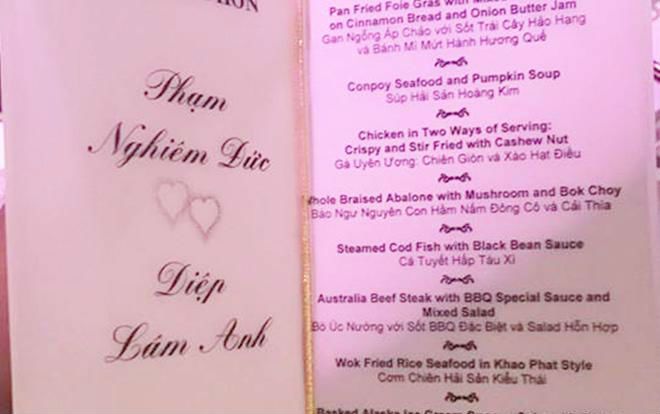 Phạm
Nghiêm Đức
Diệp
Lâm Anh
Pan Fried Foie Gras with
on Cinnamon Bread and Onion Butter Jam
Gan Ngỗng Áp Chảo với Sốt Trái Cây Hảo Hạng
và Bánh Mì Mứt Hành Hương Quế
Conpoy Seafood and Pumpkin Soup
Súp Hải Sản Hoàng Kim
Chicken in Two Ways of Serving:
Crispy and Stir Fried with Cashew Nut
Gà Uyên Ương: Chiên Giòn và Xào Hạt Điều
hole Braised Abalone with Mushroom and Bok Choy
Bào Ngư Nguyên Con Hầm Nấm Đông Cô và Cải Thìa
Steamed Cod Fish with Black Bean Sauce
Cá Tuyết Hấp Tàu Xì
Australia Beef Steak with BBQ Special Sauce and
Mixed Salad
Bò Úc Nướng với Sốt BBQ Đặc Biệt và Salad Hỗn Hợp
Wok Fried Rice Seafood in Khao Phat Style
Cơm Chiên Hải Sản Kiểu Thái